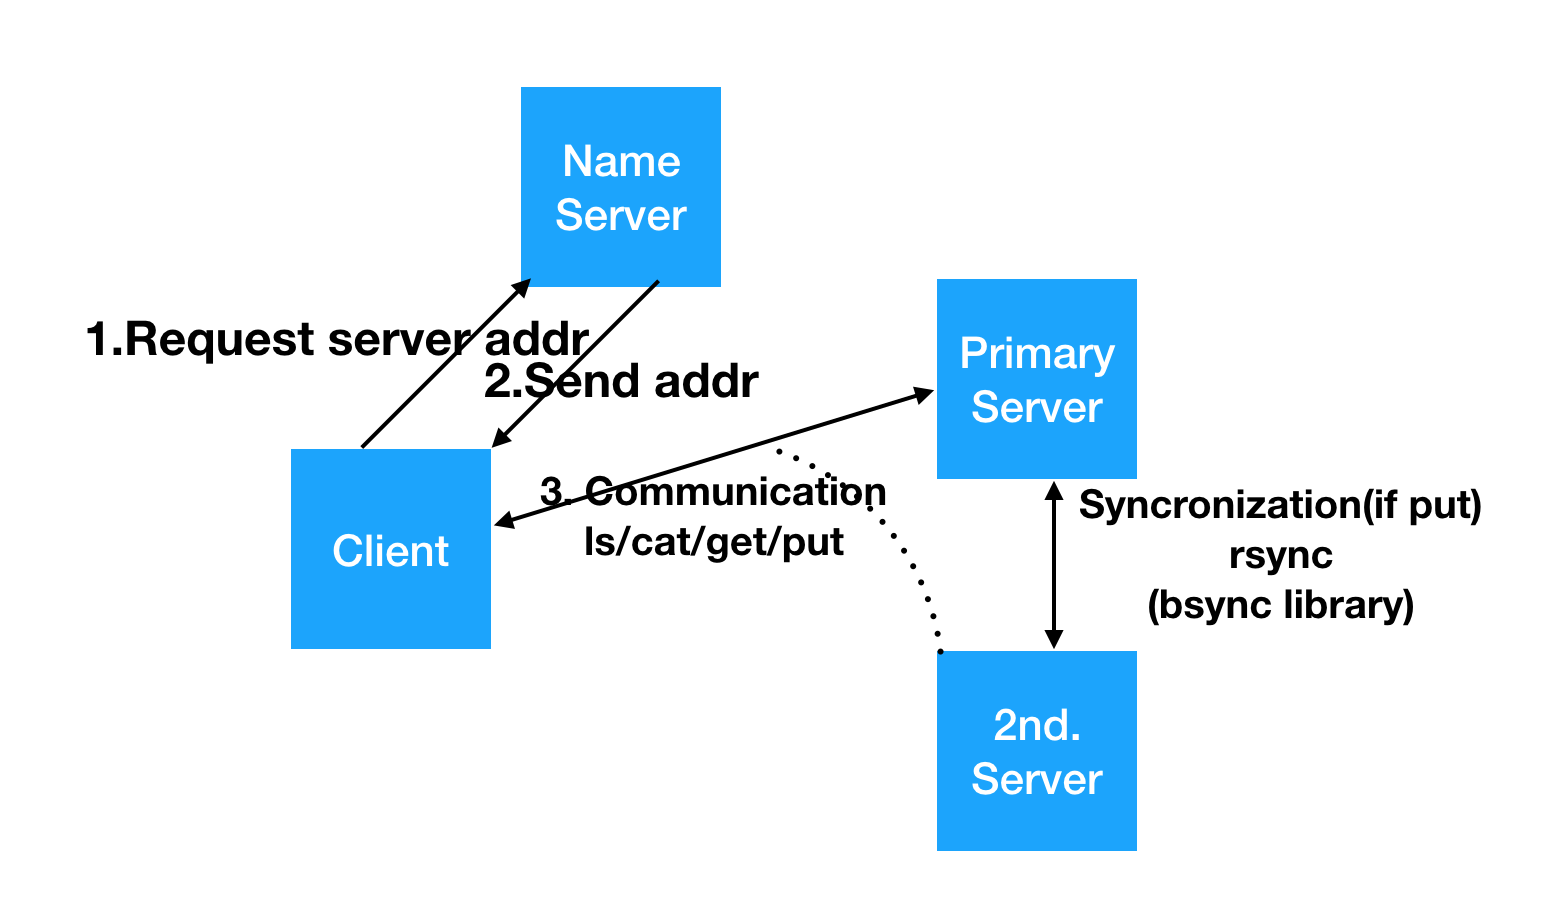 Name
Server
1.Request server addr
2.Send addr
Primary
Server
3. Communication
ls/cat/get/put
Client
Syncronization(if put)
rsync
(bsync library)
2nd.
Server